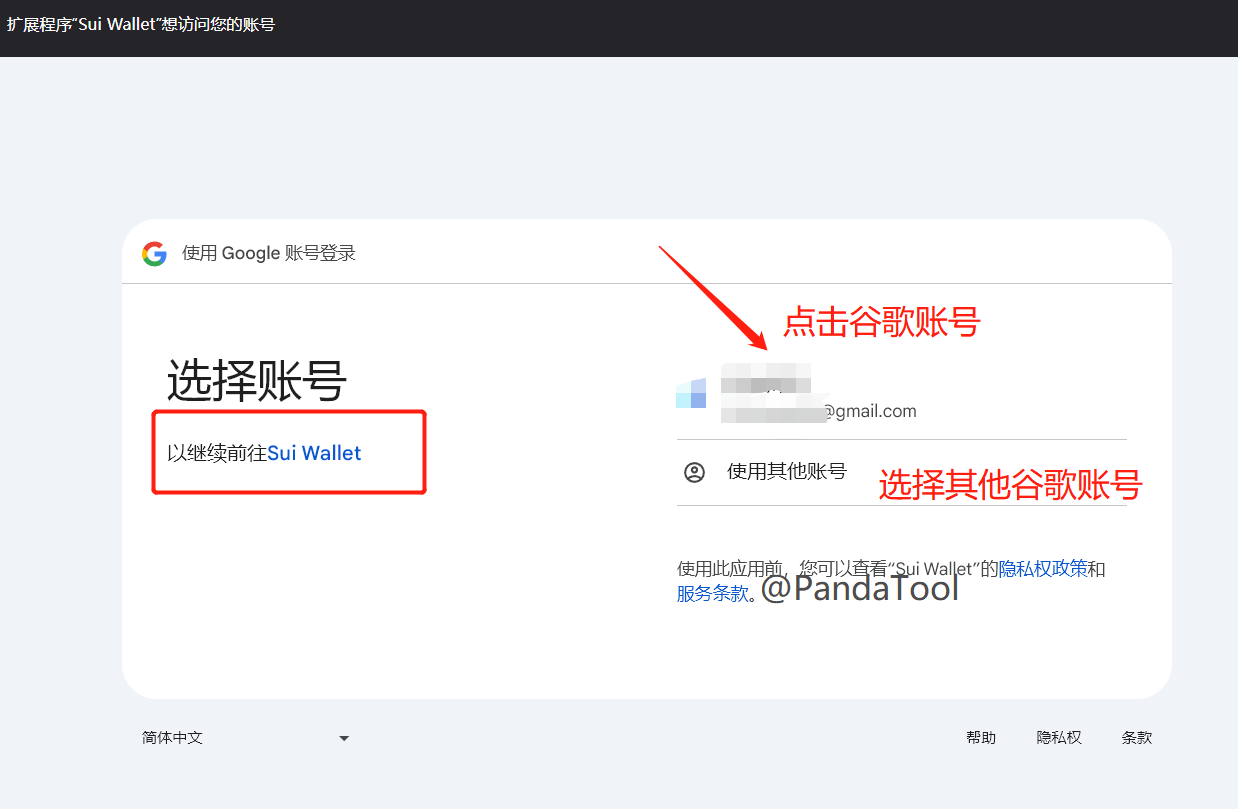 扩展程序“Sui Wallet”想访问您的账号
使用 Google 账号登录
选择账号
以继续前往Sui Wallet
点击谷歌账号
@gmail.com
使用其他账号
选择其他谷歌账号
使用此应用前，您可以查看“Sui Wallet”的隐私权政策和
服务条款。
@PandaTool
简体中文
帮助
隐私权
条款